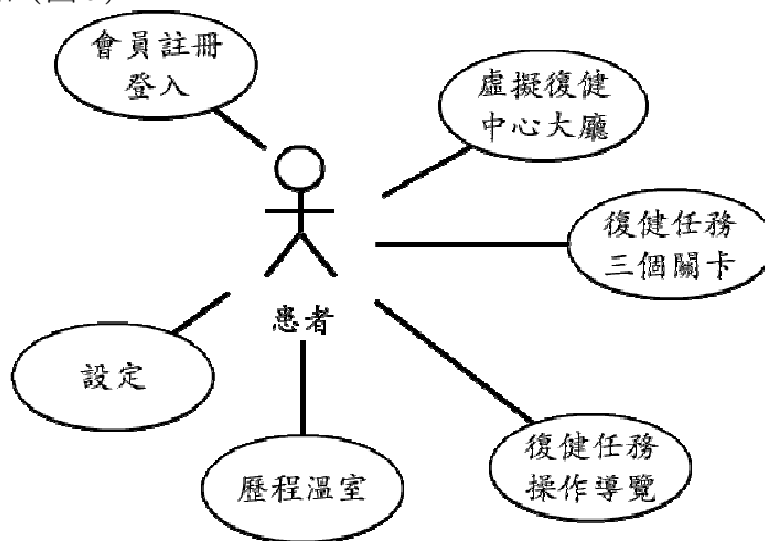 會員註冊
登入
虛擬復健
中心大廳
復健任務
三個關卡
患者
設定
歷程溫室
復健任務
操作導覽